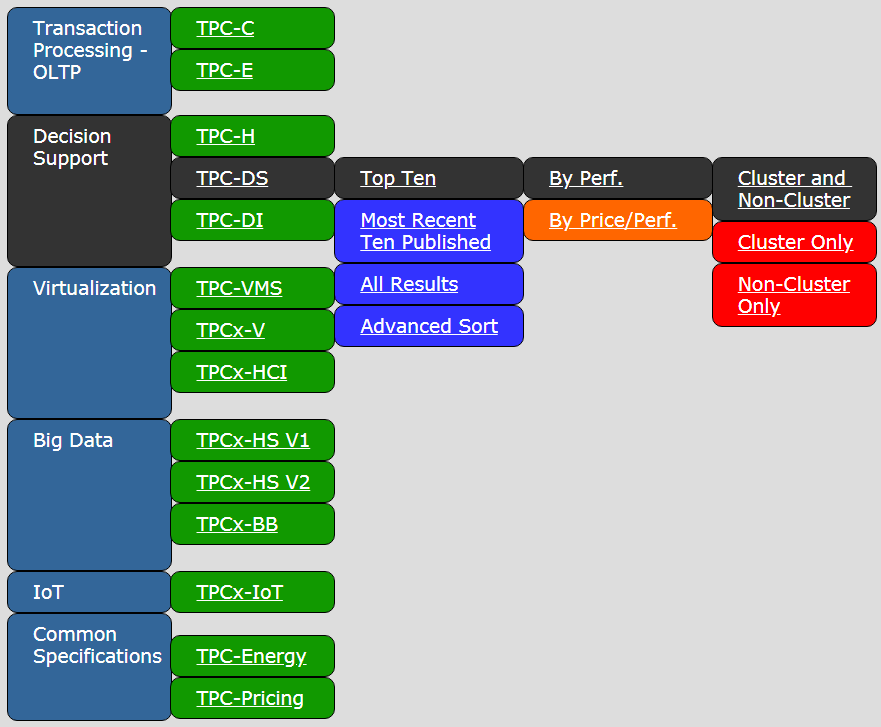 Transaction
Processing -
OLTP
TPC-C
TPC-E
Decision
Support
TPC-H
TPC-DS
TPC-DI
Top Ten
Most Recent
Ten Published
All Results
Advanced Sort
By Perf.
By Price/Perf.
Cluster and
Non-Cluster
Cluster Only
Non-Cluster
Only
Virtualization
TPC-VMS
TPCx-V
TPCx-HCI
Big Data
TPCx-HS V1
TPCx-HS V2
TPCx-BB
IoT
TPCx-IoT
Common
Specifications
TPC-Energy
TPC-Pricing